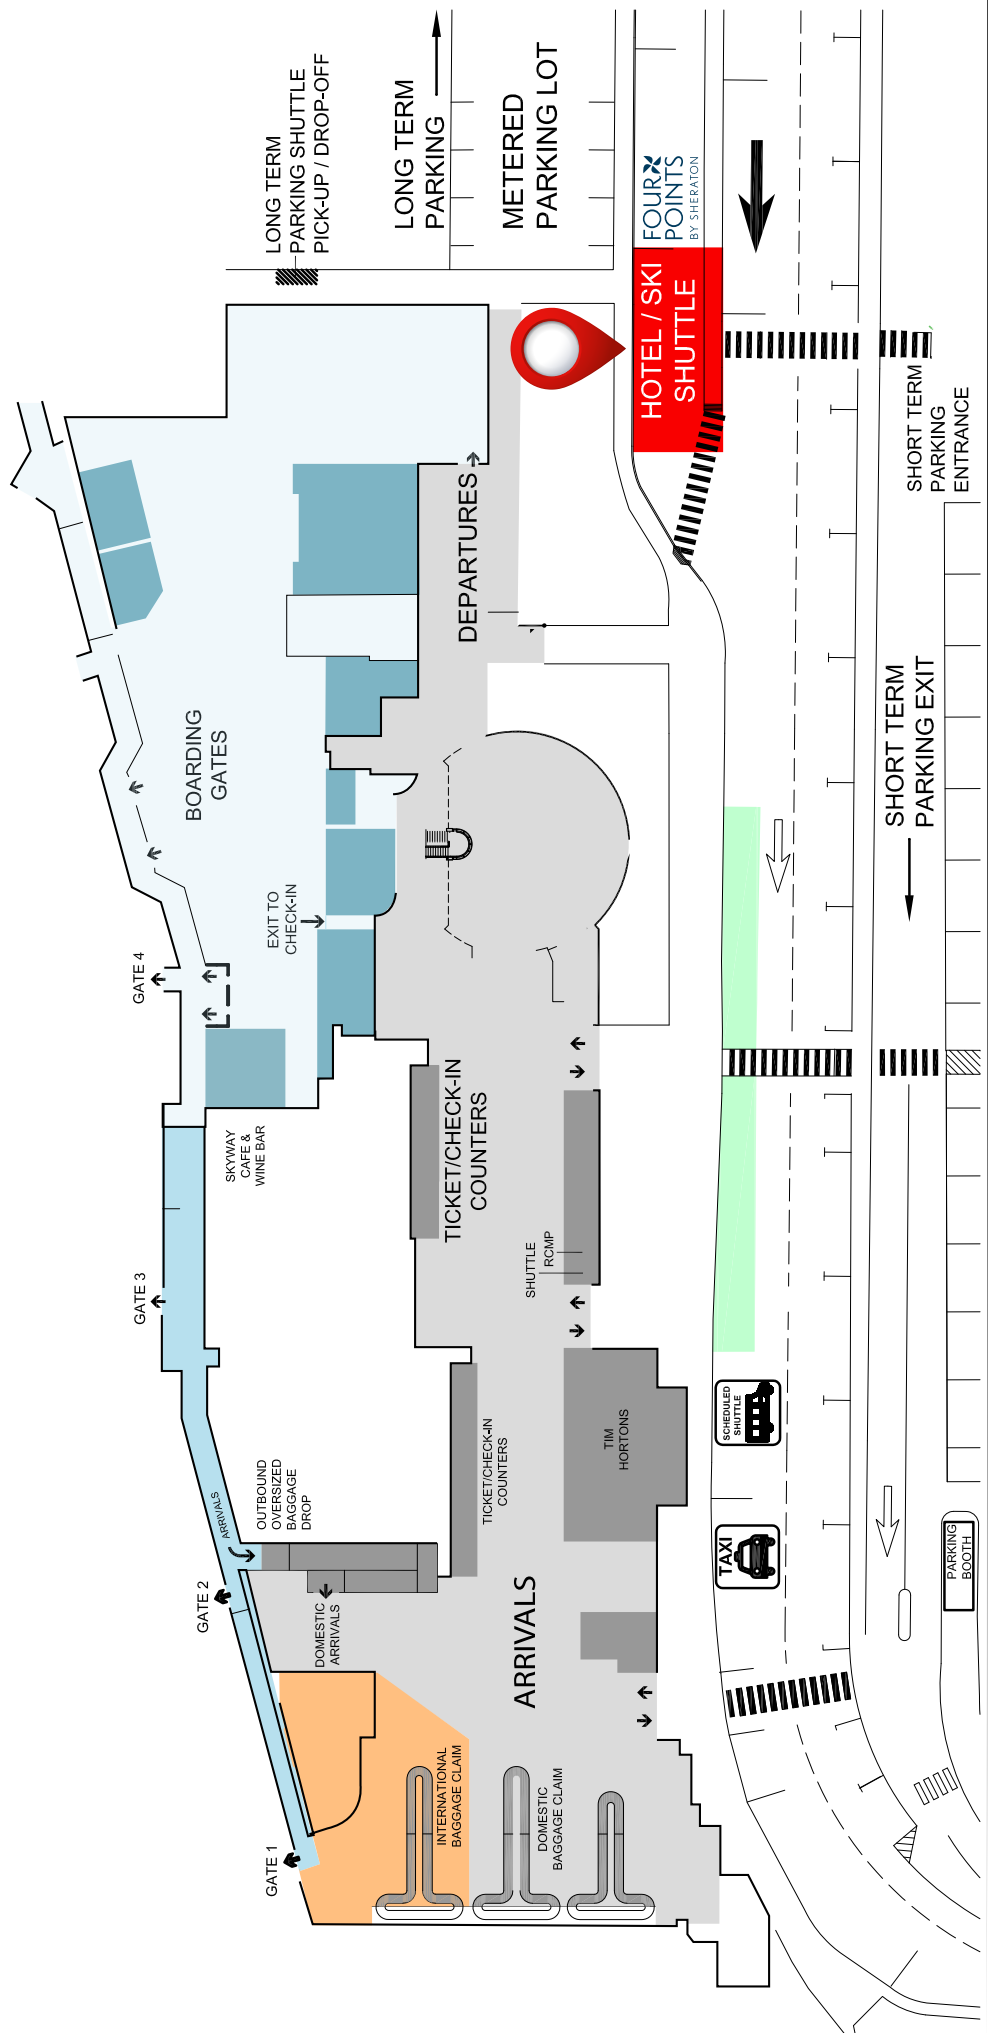 LONG TERM
PARKING SHUTTLE
PICK-UP / DROP-OFF
LONG TERM
PARKING
METERED
PARKING LOT
FOUR
POINTS
BY SHERATON
HOTEL / SKI
SHUTTLE
SHORT TERM
PARKING
ENTRANCE
DEPARTURES
BOARDING
GATES
SHORT TERM
PARKING EXIT
EXIT TO
CHECK-IN
GATE 4
TICKET/CHECK-IN
COUNTERS
SKYWAY
CAFE &
WINE BAR
SHUTTLE
RCMP
GATE 3
SCHEDULED
SHUTTLE
TIM
HORTONS
TICKET/CHECK-IN
COUNTERS
OUTBOUND
OVERSIZED
BAGGAGE
DROP
ARRIVALS
TAXI
PARKING
BOOTH
GATE 2
DOMESTIC
ARRIVALS
ARRIVALS
INTERNATIONAL
BAGGAGE CLAIM
DOMESTIC
BAGGAGE CLAIM
GATE 1